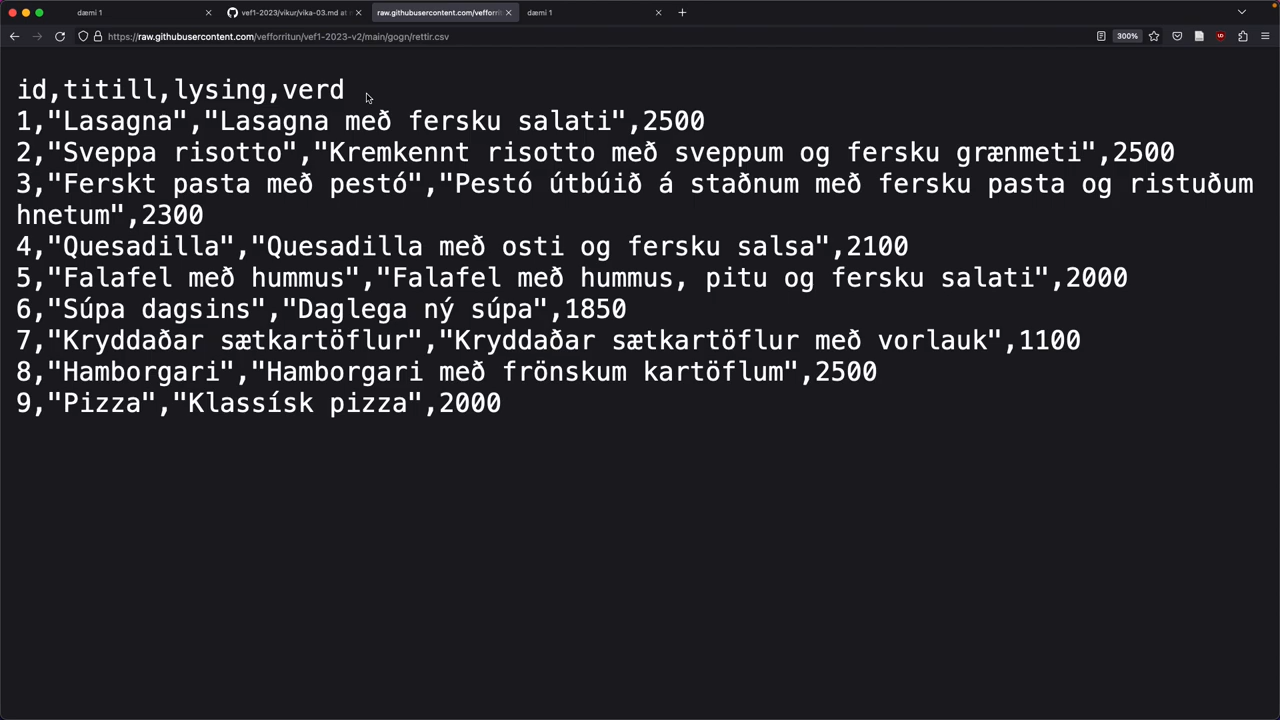 dæmi 1
vef1-2023/vikur/vika-03.md at m
raw.githubusercontent.com/vefforritu
dæmi 1
https://raw.githubusercontent.com/vefforritun/vef1-2023-v2/main/gogn/rettir.csv
300%
id,titill,lysing,verd
1,"Lasagna","Lasagna með fersku salati",2500
2,"Sveppa risotto","Kremkennt risotto með sveppum og fersku grænmeti",2500
3,"Ferskt pasta með pestó","Pestó útbúið á staðnum með fersku pasta og ristuðum
hnetum",2300
4,"Quesadilla","Quesadilla með osti og fersku salsa",2100
5,"Falafel með hummus","Falafel með hummus, pitu og fersku salati",2000
6,"Súpa dagsins","Daglega ný súpa",1850
7,"Kryddaðar sætkartöflur","Kryddaðar sætkartöflur með vorlauk",1100
8,"Hamborgari","Hamborgari með frönskum kartöflum",2500
9,"Pizza","Klassísk pizza",2000